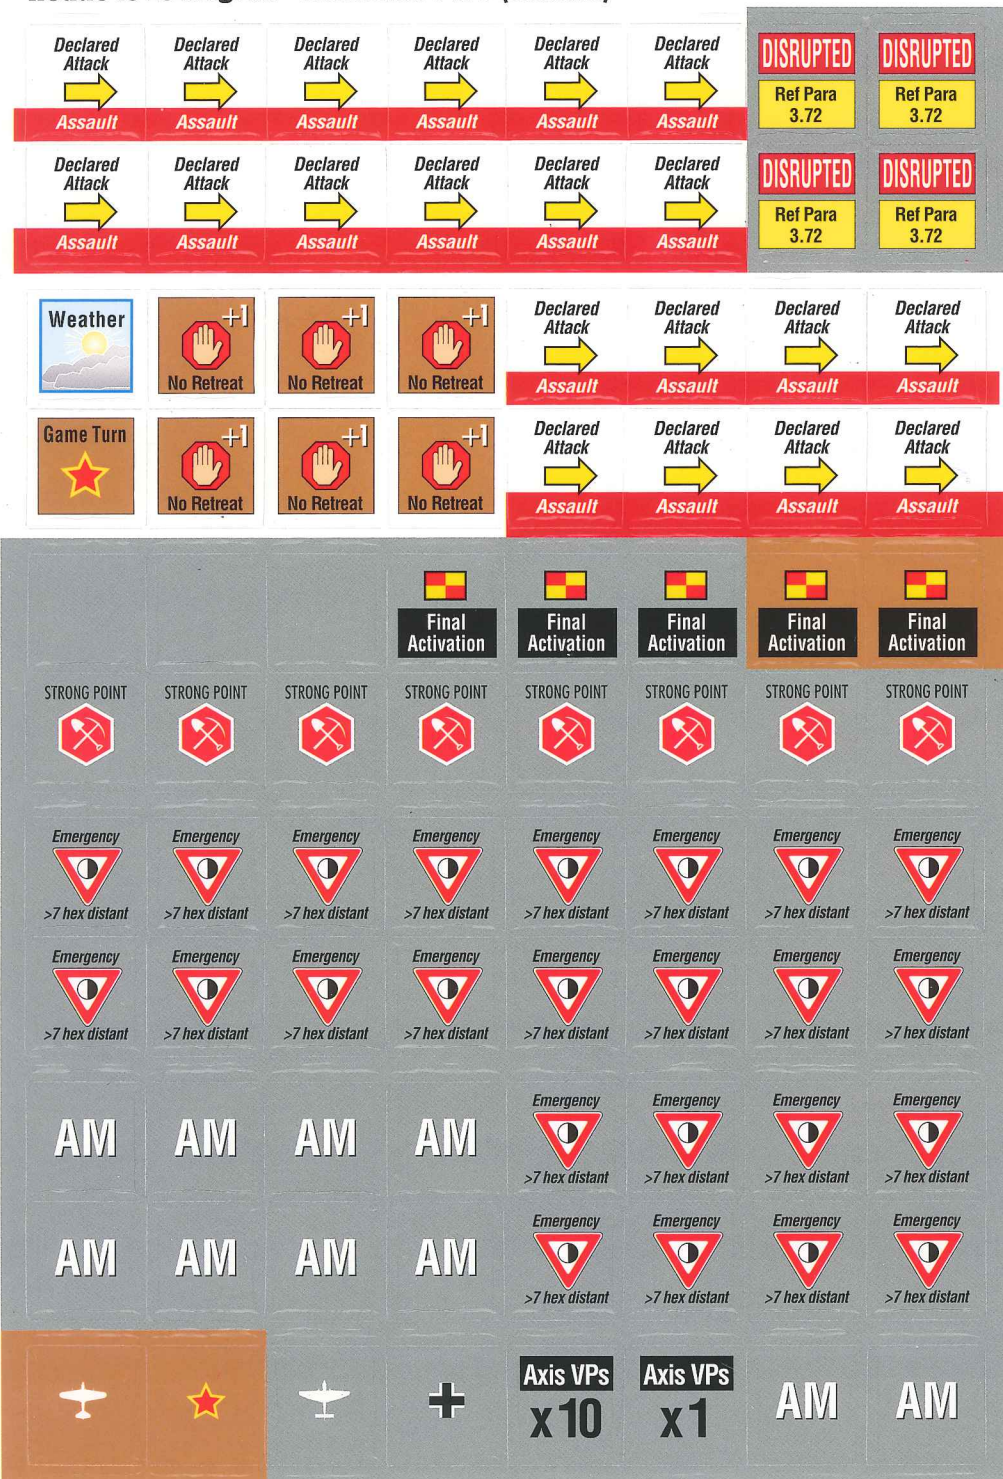 Declared Attack Declared Attack Declared Attack Declared Attack Declared Attack Declared Attack DISRUPTED DISRUPTED
Assault Assault Assault Assault Assault Assault Ref Para 3.72 Ref Para 3.72
Declared Attack Declared Attack Declared Attack Declared Attack Declared Attack Declared Attack DISRUPTED DISRUPTED
Assault Assault Assault Assault Assault Assault Ref Para 3.72 Ref Para 3.72
Weather +1 +1 +1 Declared Attack Declared Attack Declared Attack Declared Attack
No Retreat No Retreat No Retreat Assault Assault Assault Assault
Game Turn +1 +1 +1 Declared Attack Declared Attack Declared Attack Declared Attack
No Retreat No Retreat No Retreat Assault Assault Assault Assault
Final Activation Final Activation Final Activation Final Activation Final Activation
STRONG POINT STRONG POINT STRONG POINT STRONG POINT STRONG POINT STRONG POINT STRONG POINT STRONG POINT
Emergency Emergency Emergency Emergency Emergency Emergency Emergency Emergency
>7 hex distant >7 hex distant >7 hex distant >7 hex distant >7 hex distant >7 hex distant >7 hex distant >7 hex distant
Emergency Emergency Emergency Emergency Emergency Emergency Emergency Emergency
>7 hex distant >7 hex distant >7 hex distant >7 hex distant >7 hex distant >7 hex distant >7 hex distant >7 hex distant
AM AM AM AM Emergency Emergency Emergency Emergency
>7 hex distant >7 hex distant >7 hex distant >7 hex distant
AM AM AM AM Emergency Emergency Emergency Emergency
>7 hex distant >7 hex distant >7 hex distant >7 hex distant
Axis VPs Axis VPs
x10 x1 AM AM